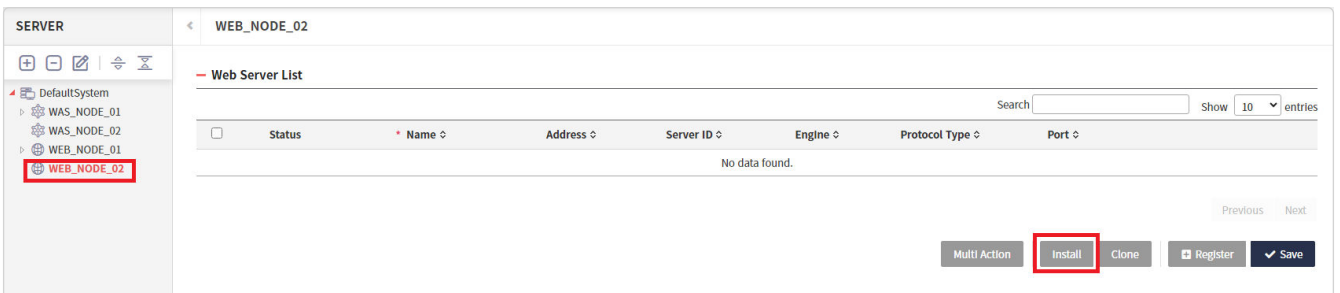 SERVER
WEB_NODE_02
DefaultSystem
WAS_NODE_01
WAS_NODE_02
WEB_NODE_01
WEB_NODE_02
Web Server List
Search Show 10 entries
Status * Name Address Server ID Engine Protocol Type Port
No data found.
Previous Next
Multi Action Install Clone Register Save